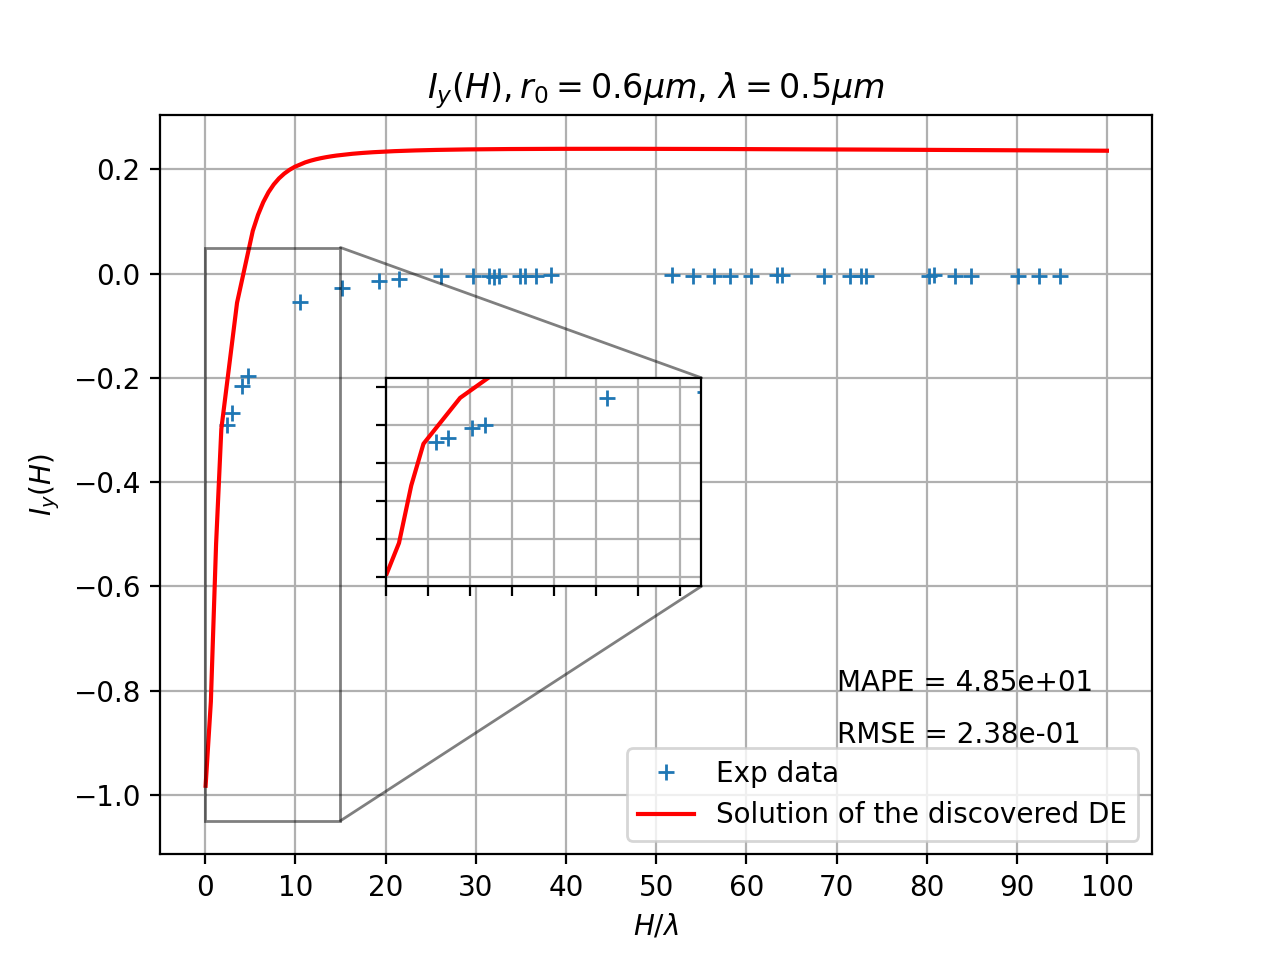 I_y(H), r_0 = 0.6μm, λ = 0.5μm
0.2
0.0
−0.2
−0.4
−0.6
−0.8
−1.0
I_y(H)
MAPE = 4.85e+01
RMSE = 2.38e-01
Exp data
Solution of the discovered DE
0 10 20 30 40 50 60 70 80 90 100
H/λ